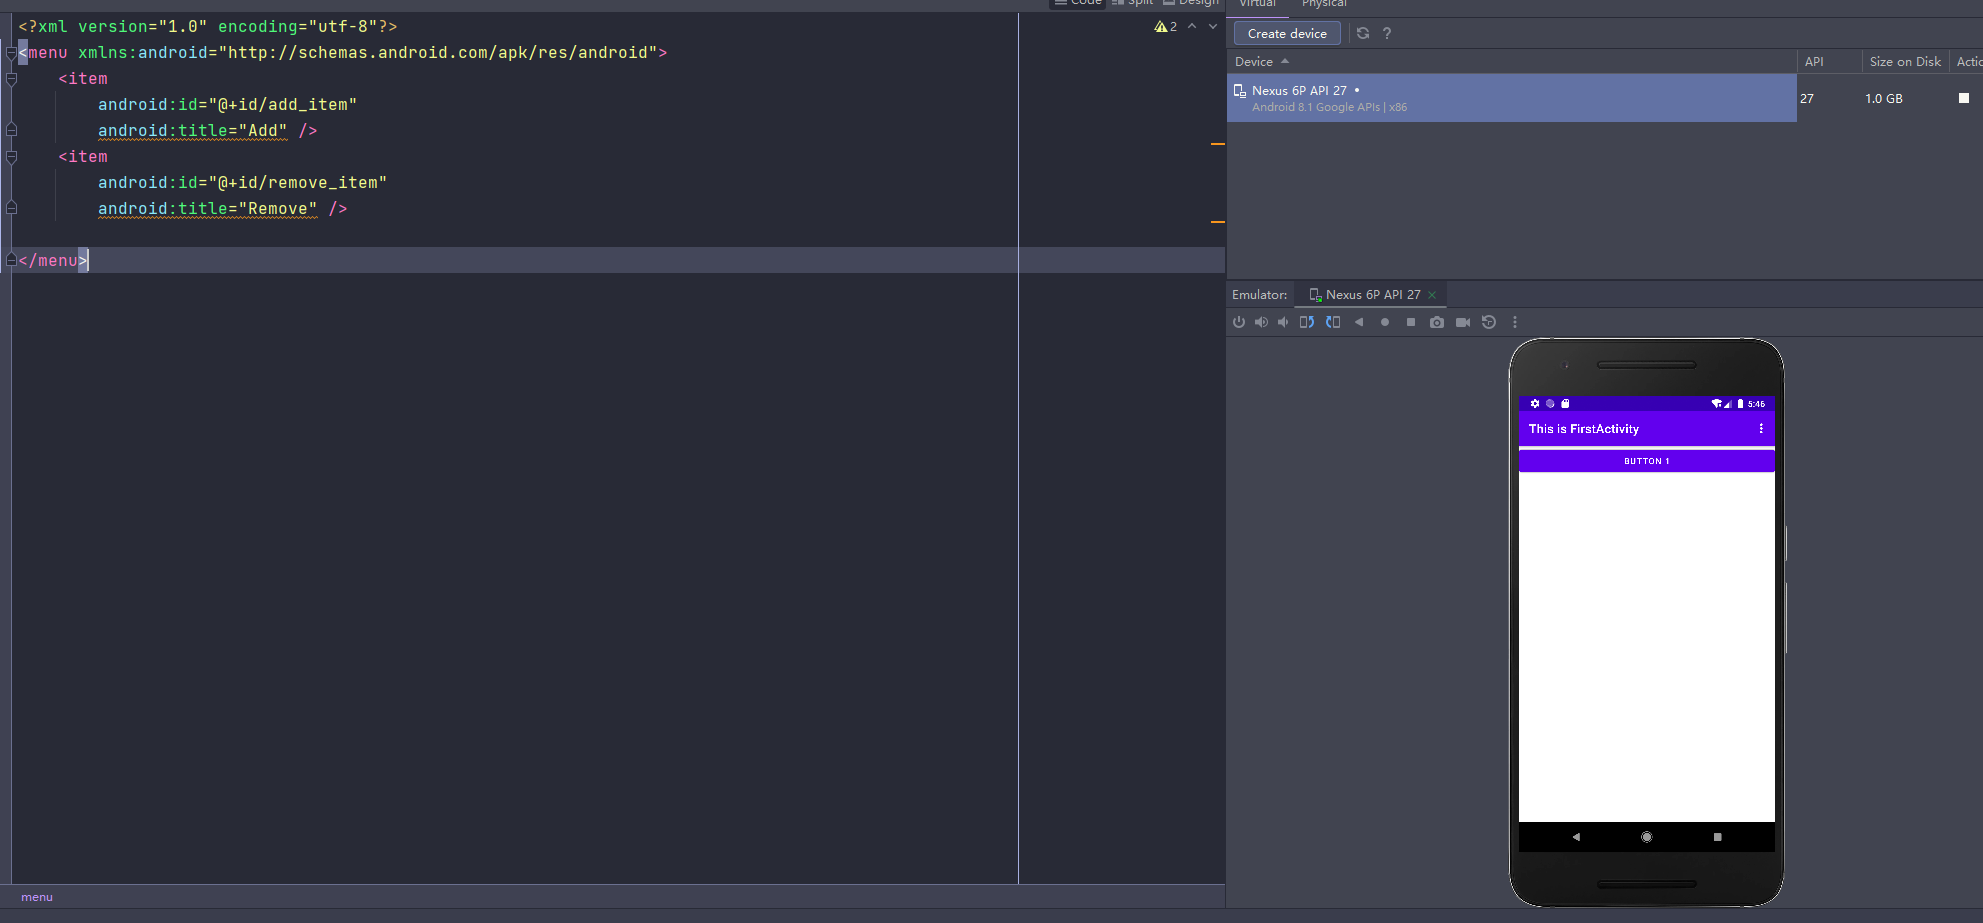 Code Split Design
<?xml version="1.0" encoding="utf-8"?>
2
<menu xmlns:android="http://schemas.android.com/apk/res/android">
<item
android:id="@+id/add_item"
android:title="Add" />
<item
android:id="@+id/remove_item"
android:title="Remove" />
</menu>
menu
Virtual Physical
Create device
?
Device API Size on Disk Actic
Nexus 6P API 27 •
Android 8.1 Google APIs | x86
27 1.0 GB
Emulator: Nexus 6P API 27
5:46
This is FirstActivity
BUTTON 1